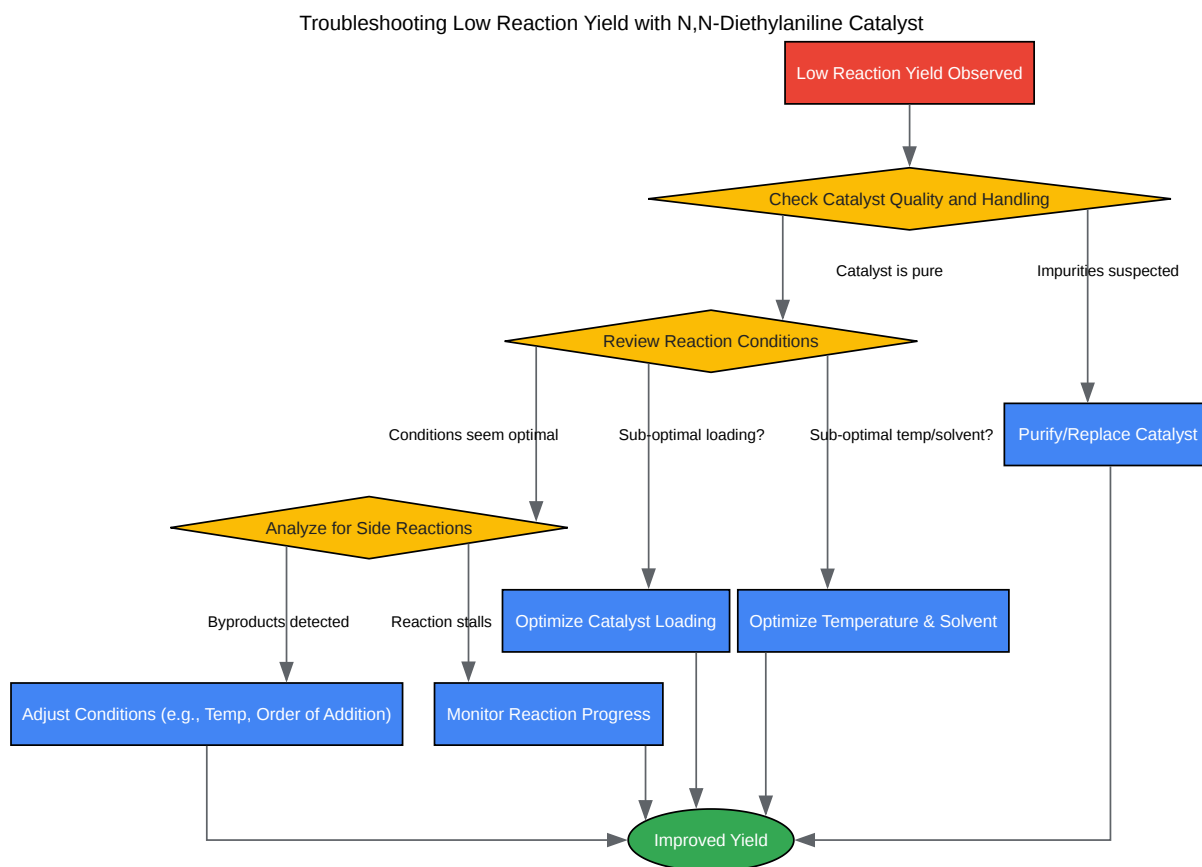 Troubleshooting Low Reaction Yield with N,N-Diethylaniline Catalyst
Low Reaction Yield Observed
Check Catalyst Quality and Handling
Catalyst is pure
Impurities suspected
Review Reaction Conditions
Conditions seem optimal
Sub-optimal loading?
Sub-optimal temp/solvent?
Purify/Replace Catalyst
Analyze for Side Reactions
Byproducts detected
Reaction stalls
Optimize Catalyst Loading
Optimize Temperature & Solvent
Adjust Conditions (e.g., Temp, Order of Addition)
Monitor Reaction Progress
Improved Yield